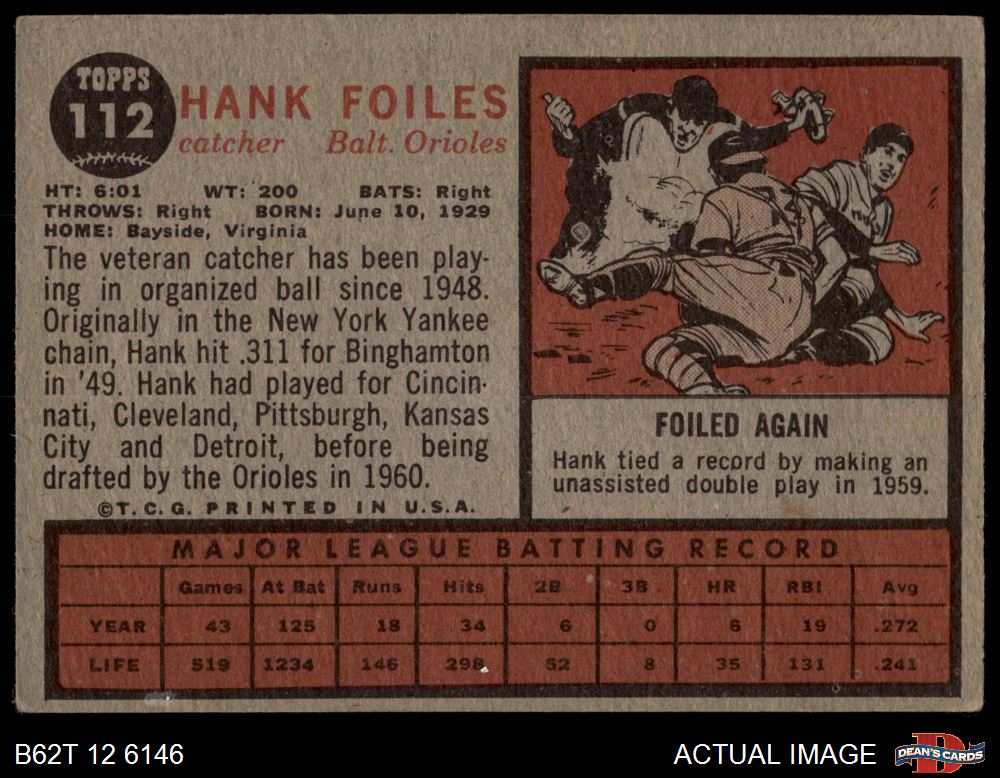 TOPPS
112
HANK FOILES
catcher Balt. Orioles
HT: 6:01 WT: 200 BATS: Right
THROWS: Right BORN: June 10, 1929
HOME: Bayside, Virginia
The veteran catcher has been play-
ing in organized ball since 1948.
Originally in the New York Yankee
chain, Hank hit .311 for Binghamton
in '49. Hank had played for Cincin-
nati, Cleveland, Pittsburgh, Kansas
City and Detroit, before being
drafted by the Orioles in 1960.
©T.C.G. PRINTED IN U.S.A.
FOILED AGAIN
Hank tied a record by making an
unassisted double play in 1959.
MAJOR LEAGUE BATTING RECORD
Games At Bat Runs Hits 2B 3B HR RBI Avg
YEAR 43 125 18 34 6 0 6 19 .272
LIFE 519 1234 146 298 52 8 35 131 .241
B62T 12 6146
ACTUAL IMAGE
D
DEAN'S CARDS